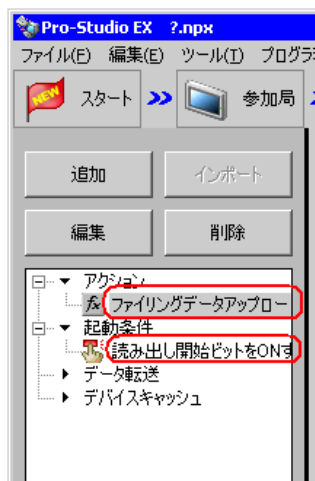 Pro-Studio EX ?.npx
ファイル(F) 編集(E) ツール(T) プログラ
NEW スタート 参加局
追加 インポート
編集 削除
アクション
fx ファイリングデータアップロー
起動条件
読み出し開始ビットをONす
データ転送
デバイスキャッシュ